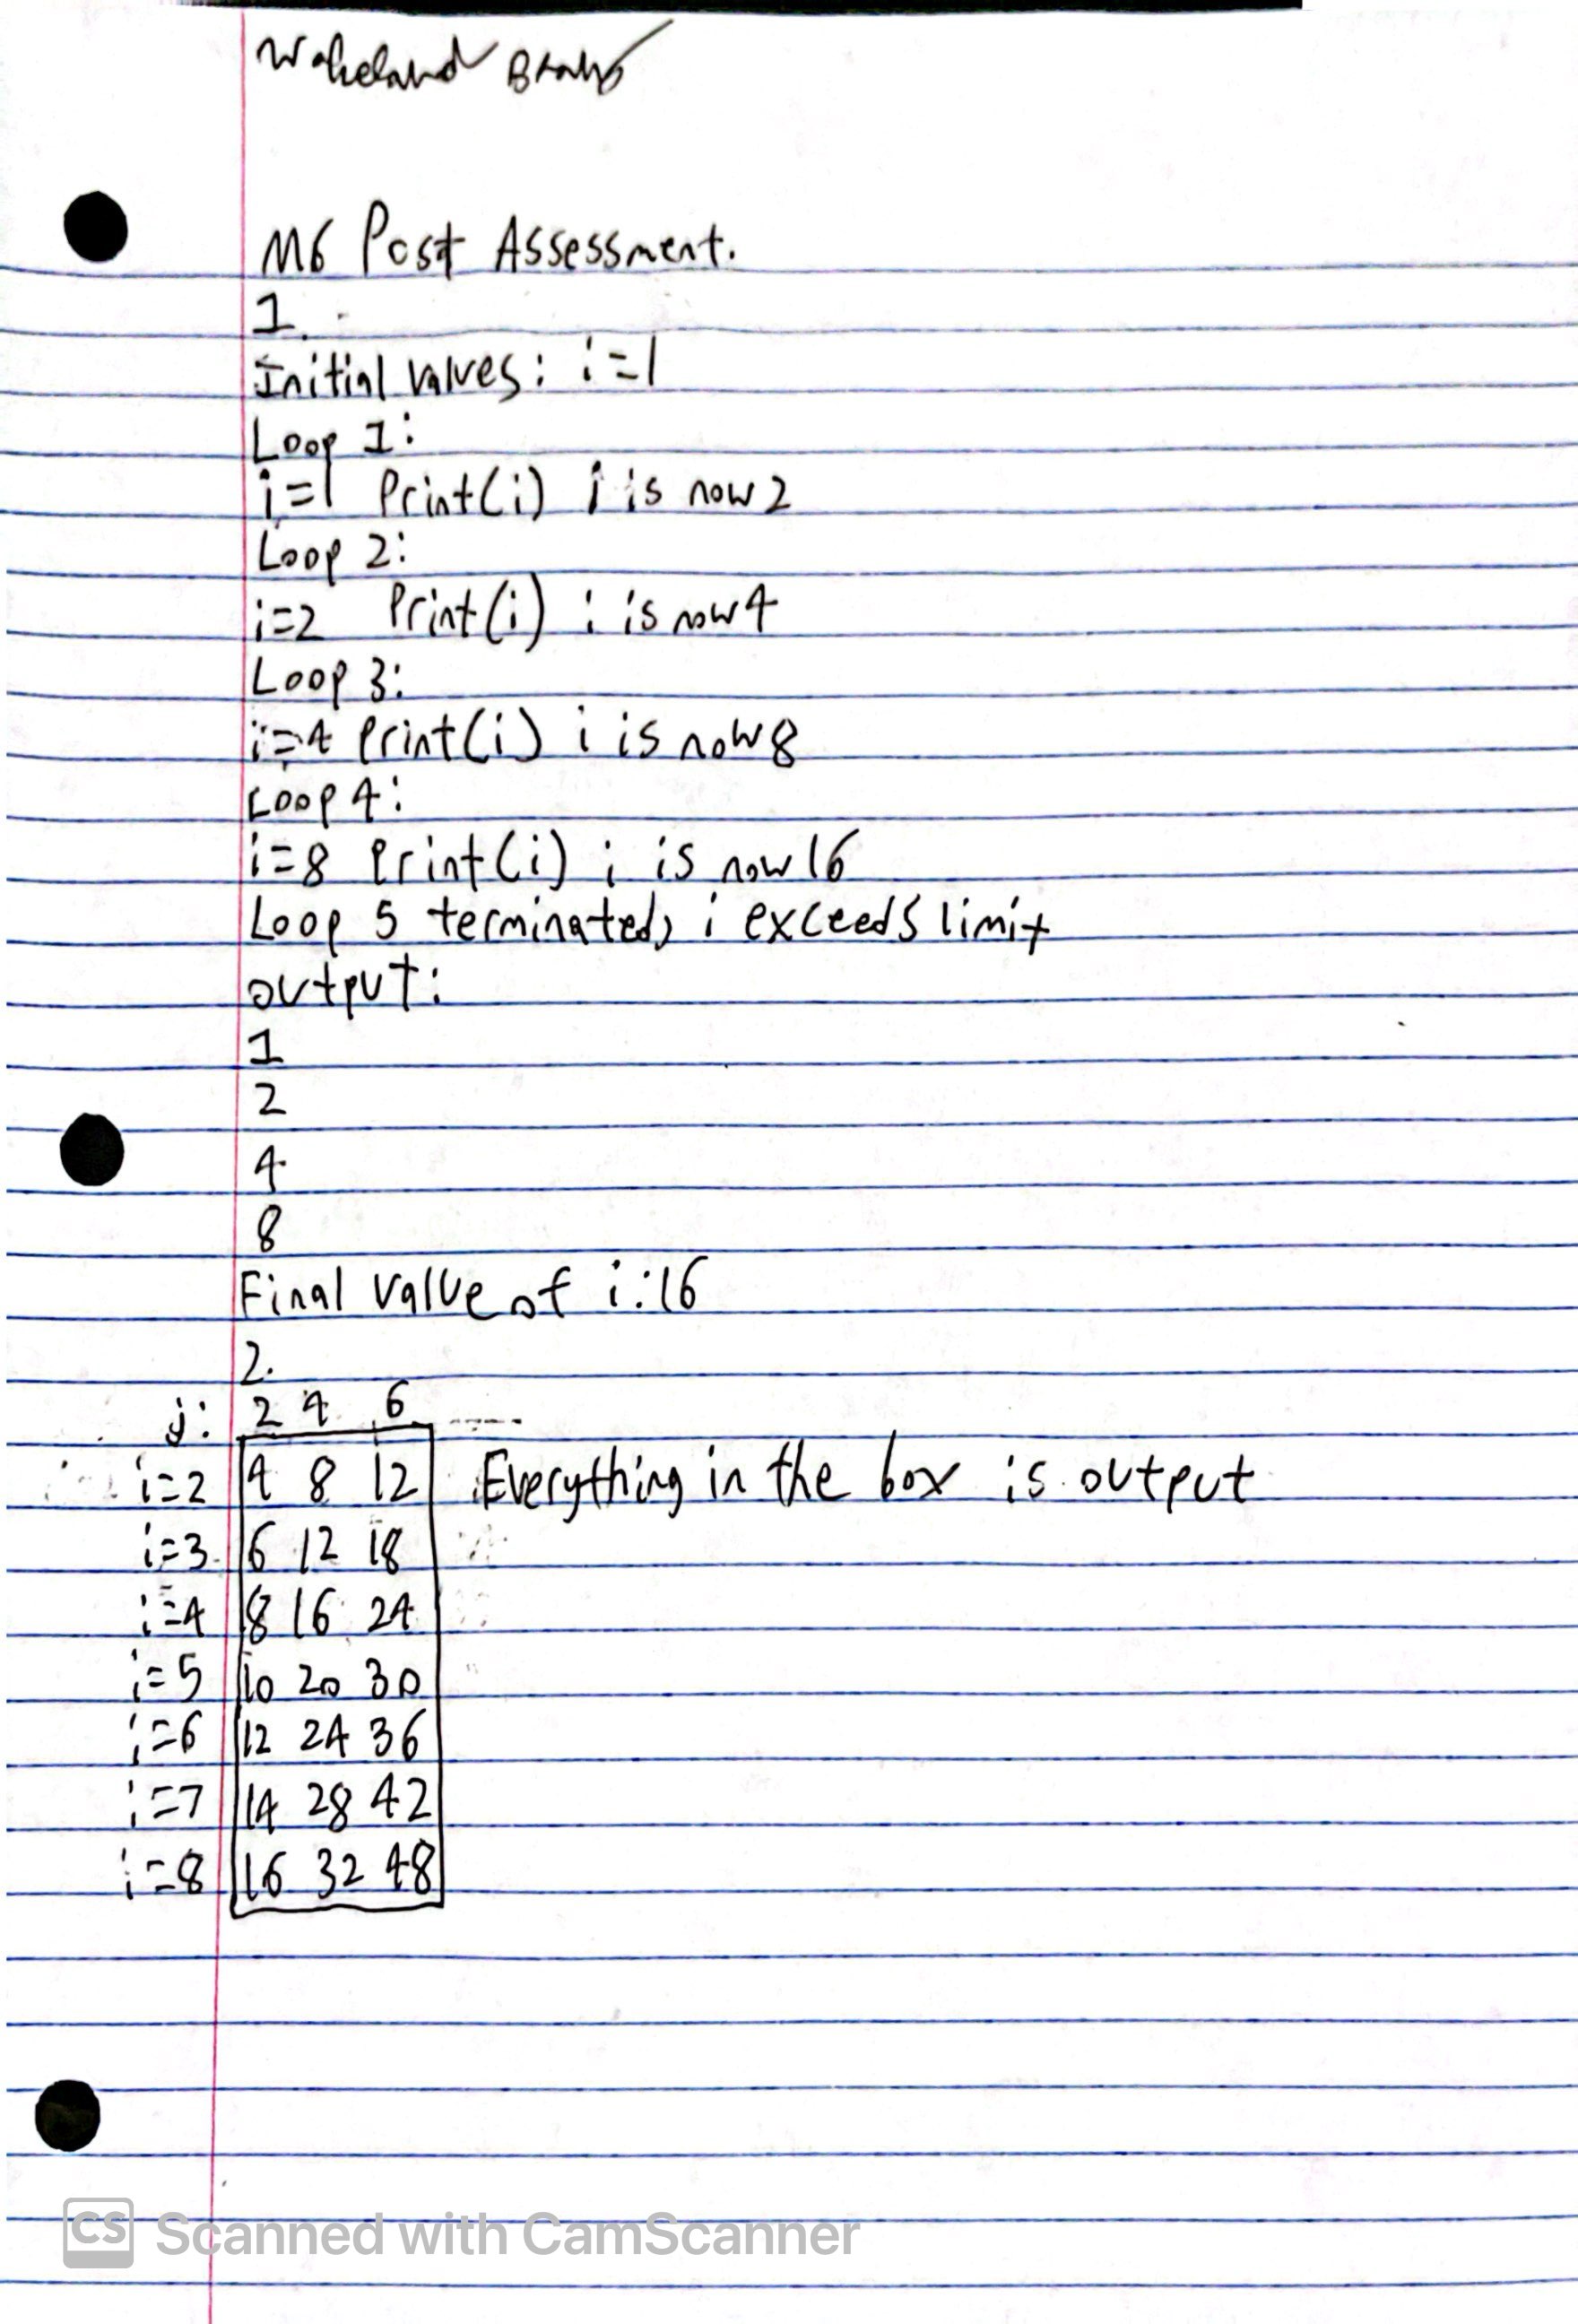 M6 Post Assessment.
1.
Initial values: i=1
Loop 1:
i=1 Print(i) i is now 2
Loop 2:
i=2 Print(i) i is now 4
Loop 3:
i=4 Print(i) i is now 8
Loop 4:
i=8 Print(i) i is now 16
Loop 5 terminated, i exceeds limit
output:
1
2
4
8
Final value of i: 16
2.
j: 2 4 6
i=2 4 8 12 Everything in the box is output
i=3 6 12 18
i=4 8 16 24
i=5 10 20 30
i=6 12 24 36
i=7 14 28 42
i=8 16 32 48
CS Scanned with CamScanner